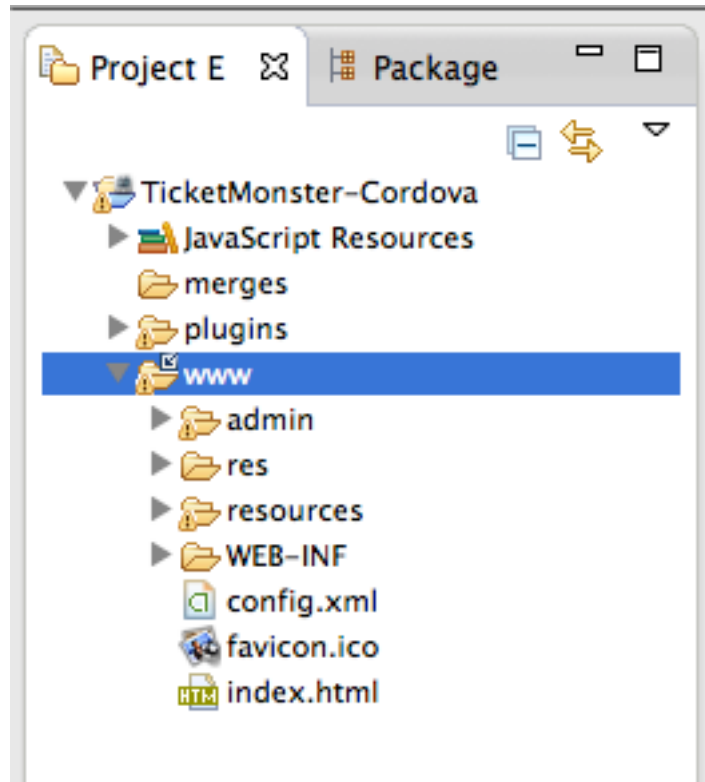 Project E Package
TicketMonster-Cordova
JavaScript Resources
merges
plugins
www
admin
res
resources
WEB-INF
config.xml
favicon.ico
HTM index.html